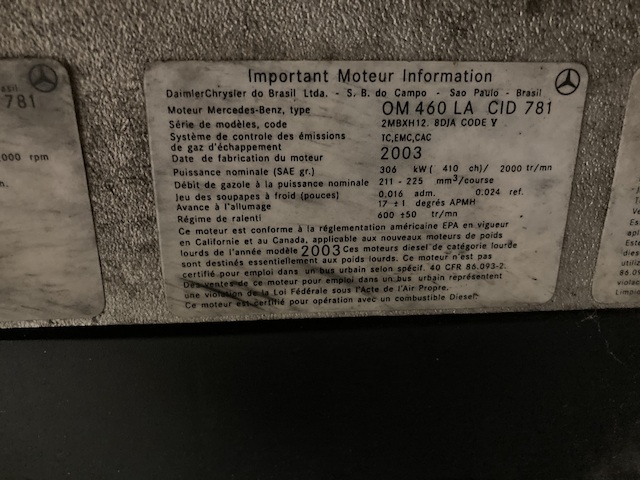 Important Moteur Information
DaimlerChrysler do Brasil Ltda. - S. B. do Campo - Sao Paulo - Brasil
Moteur Mercedes-Benz, type OM 460 LA CID 781
Série de modèles, code 2MBXH12. 8DJA CODE V
Système de controle des émissions
de gaz d'échappement TC,EMC,CAC
Date de fabrication du moteur 2003
Puissance nominale (SAE gr.) 306 kW( 410 ch)/ 2000 tr/mn
Débit de gazole à la puissance nominale 211 - 225 mm³/course
Jeu des soupapes à froid (pouces) 0,016 adm. 0.024 ref.
Avance à l'allumage 17 ±1 degrés APMH
Régime de ralenti 600 ±50 tr/mn
Ce moteur est conforme à la réglementation américaine EPA en vigueur
en Californie et au Canada, applicable aux nouveaux moteurs de poids
lourds de l'année modèle 2003 Ces moteurs diesel de catégorie lourde
sont destinés essentiellement aux poids lourds. Ce moteur n'est pas
certifié pour emploi dans un bus urbain selon spécif. 40 CFR 86.093-2.
Des ventes de ce moteur pour emploi dans un bus urbain représentent
une violation de la Loi Fédérale sous l'Acte de l'Air Propre.
Ce moteur est certifié pour opération avec un combustible Diesel
781
000 rpm
86.09
violac
Limpie